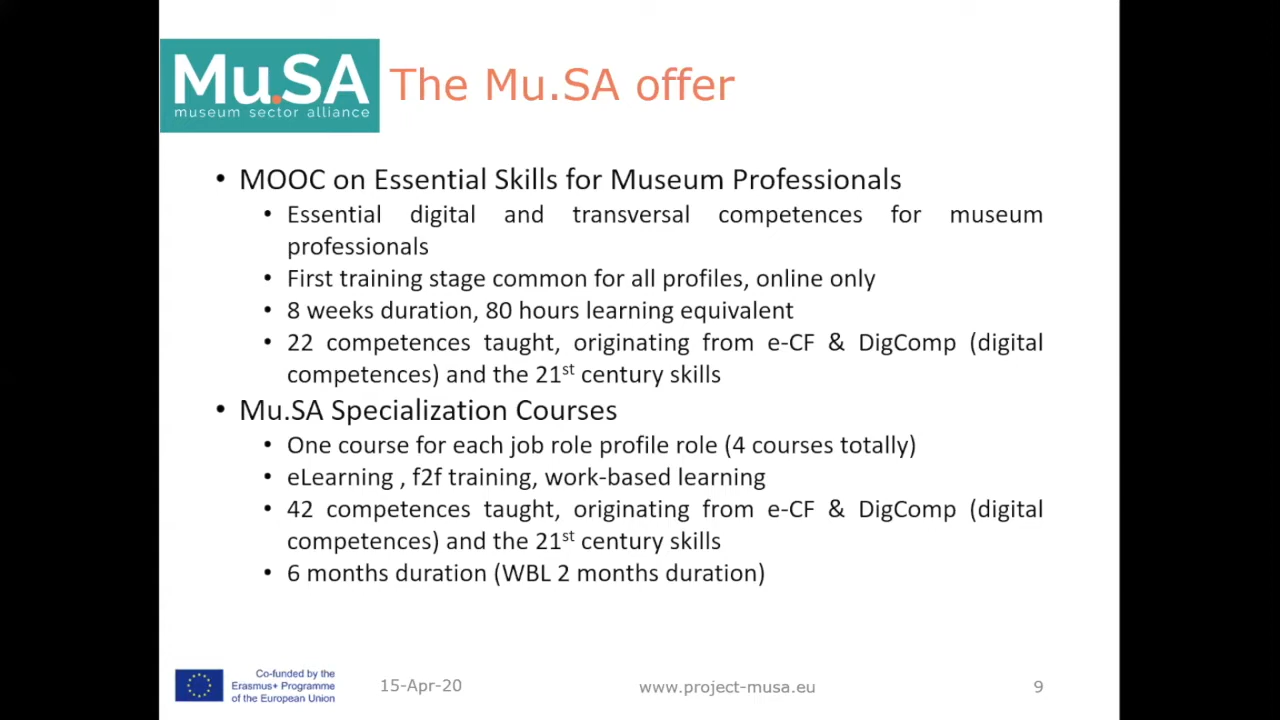 Mu.SA
museum sector alliance
The Mu.SA offer
• MOOC on Essential Skills for Museum Professionals
• Essential digital and transversal competences for museum
professionals
• First training stage common for all profiles, online only
• 8 weeks duration, 80 hours learning equivalent
• 22 competences taught, originating from e-CF & DigComp (digital
competences) and the 21st century skills
• Mu.SA Specialization Courses
• One course for each job role profile role (4 courses totally)
• eLearning , f2f training, work-based learning
• 42 competences taught, originating from e-CF & DigComp (digital
competences) and the 21st century skills
• 6 months duration (WBL 2 months duration)
Co-funded by the
Erasmus+ Programme
of the European Union
15-Apr-20
www.project-musa.eu
9